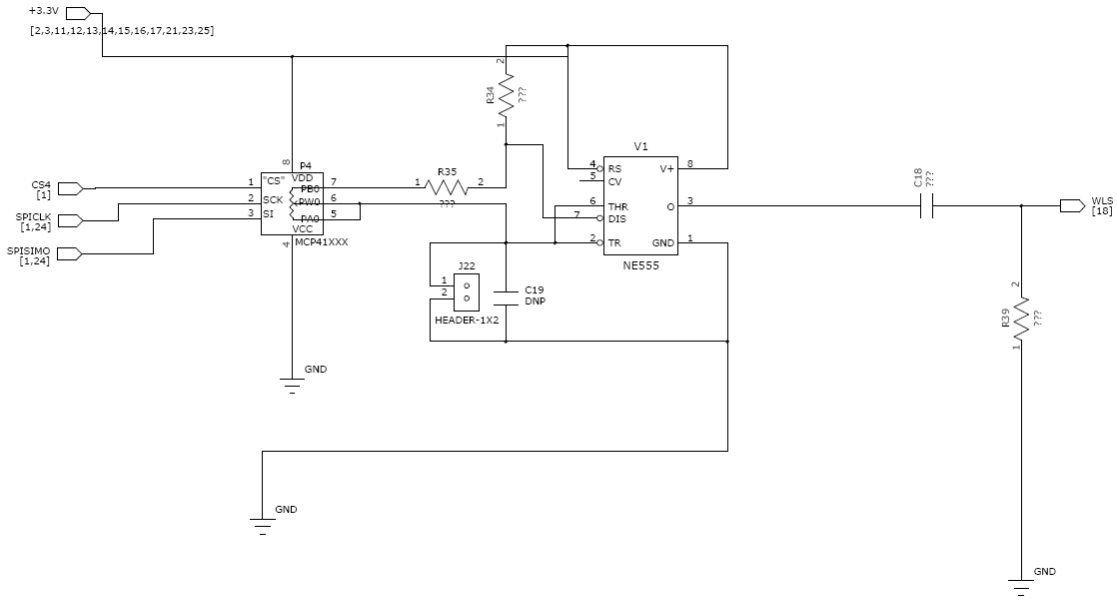 +3.3V
[2,3,11,12,13,14,15,16,17,21,23,25]
2
R34
???
1
8
P4
V1
CS4
[1]
1
"CS"
VDD
PB0
7
1
R35
2
???
4
RS
V+
8
5
CV
C18
???
SPICLK
[1,24]
2
SCK
PW0
6
6
THR
O
3
WLS
[18]
SPISIMO
[1,24]
3
SI
PA0
5
7
DIS
VCC
4
MCP41XXX
2
TR
GND
1
NE555
J22
1
2
HEADER-1X2
C19
DNP
2
R39
???
1
GND
GND
GND